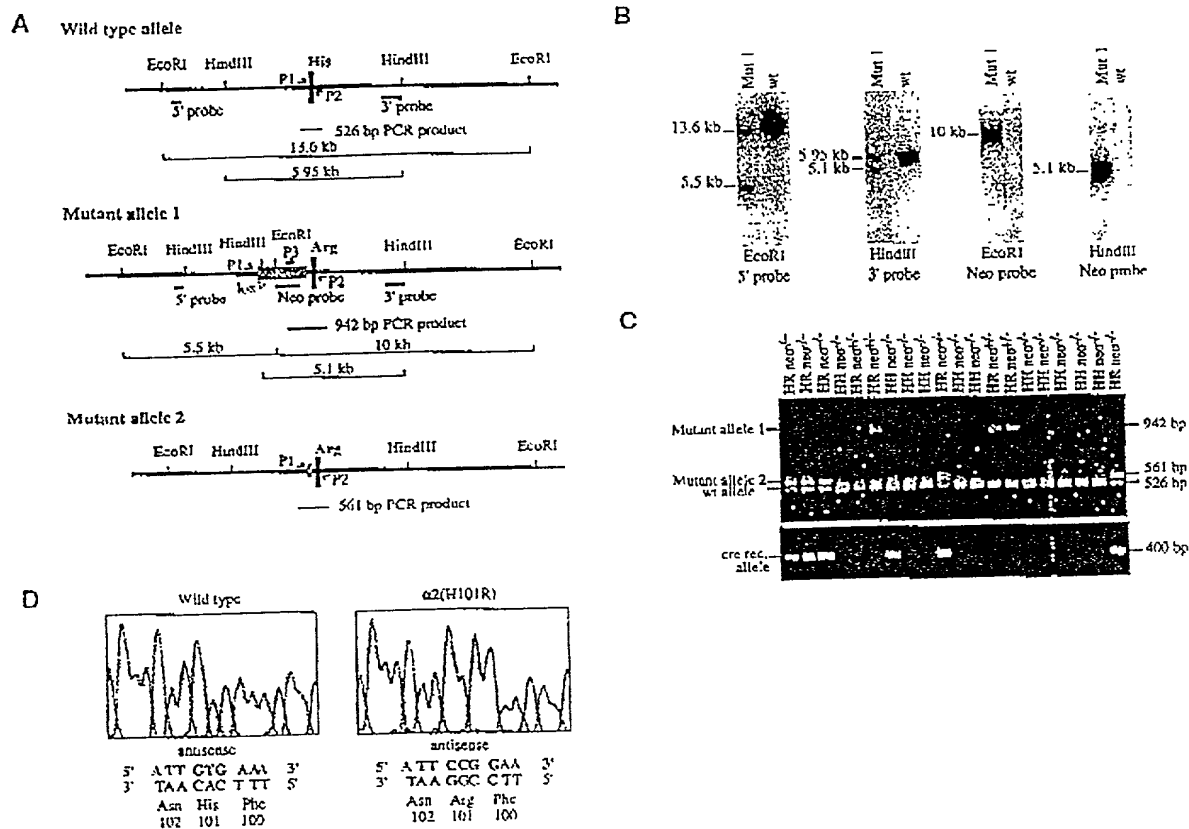 A
Wild type allele
EcoRI HindIII His HindIII EcoRI
P1
P2
3' probe 3' probe
526 bp PCR product
13.6 kb
5.95 kb
Mutant allele 1
EcoRI HindIII HindIII EcoRI Arg HindIII EcoRI
P1 P3
P2
5' probe Neo probe 3' probe
942 bp PCR product
5.5 kb 10 kb
5.1 kb
Mutant allele 2
EcoRI HindIII Arg HindIII EcoRI
P1
P2
561 bp PCR product
B
Mut 1 wt Mut 1 wt Mut 1 wt Mut 1 wt
13.6 kb
5.5 kb
5.95 kb
5.1 kb
10 kb
5.1 kb
EcoRI
5' probe
HindIII
3' probe
EcoRI
Neo probe
HindIII
Neo probe
C
Mutant allele 1
Mutant allele 2
wt allele
cre rec.
allele
942 bp
561 bp
526 bp
400 bp
D
Wild type
antisense
5' ATT GTG AAA 3'
3' TAA CAC TTT 5'
Asn His Phe
102 101 100
α2(H101R)
antisense
5' ATT CCG GAA 3'
3' TAA GGC CTT 5'
Asn Arg Phe
102 101 100